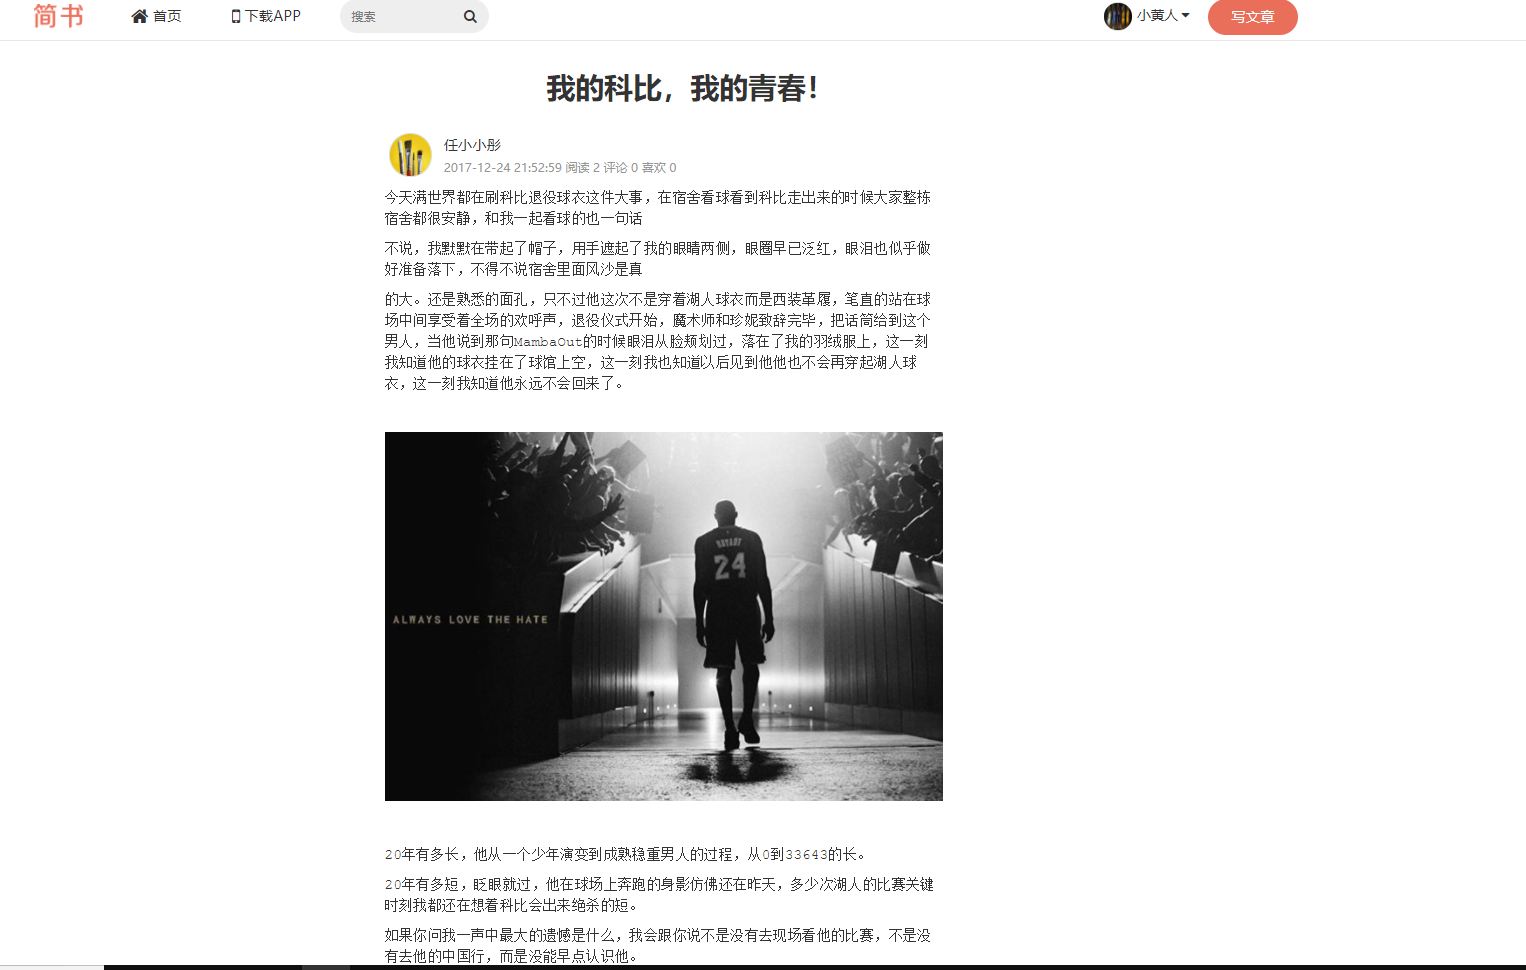 简书
首页
下载APP
搜索
小黄人
写文章
我的科比，我的青春！
任小小彤
2017-12-24 21:52:59 阅读 2 评论 0 喜欢 0
今天满世界都在刷科比退役球衣这件大事，在宿舍看球看到科比走出来的时候大家整栋
宿舍都很安静，和我一起看球的也一句话
不说，我默默在带起了帽子，用手遮起了我的眼睛两侧，眼圈早已泛红，眼泪也似乎做
好准备落下，不得不说宿舍里面风沙是真
的大。还是熟悉的面孔，只不过他这次不是穿着湖人球衣而是西装革履，笔直的站在球
场中间享受着全场的欢呼声，退役仪式开始，魔术师和珍妮致辞完毕，把话筒给到这个
男人，当他说到那句MambaOut的时候眼泪从脸颊划过，落在了我的羽绒服上，这一刻
我知道他的球衣挂在了球馆上空，这一刻我也知道以后见到他他也不会再穿起湖人球
衣，这一刻我知道他永远不会回来了。
BRYANT
24
ALWAYS LOVE THE HATE
20年有多长，他从一个少年演变到成熟稳重男人的过程，从0到33643的长。
20年有多短，眨眼就过，他在球场上奔跑的身影仿佛还在昨天，多少次湖人的比赛关键
时刻我都还在想着科比会出来绝杀的短。
如果你问我一声中最大的遗憾是什么，我会跟你说不是没有去现场看他的比赛，不是没
有去他的中国行，而是没能早点认识他。